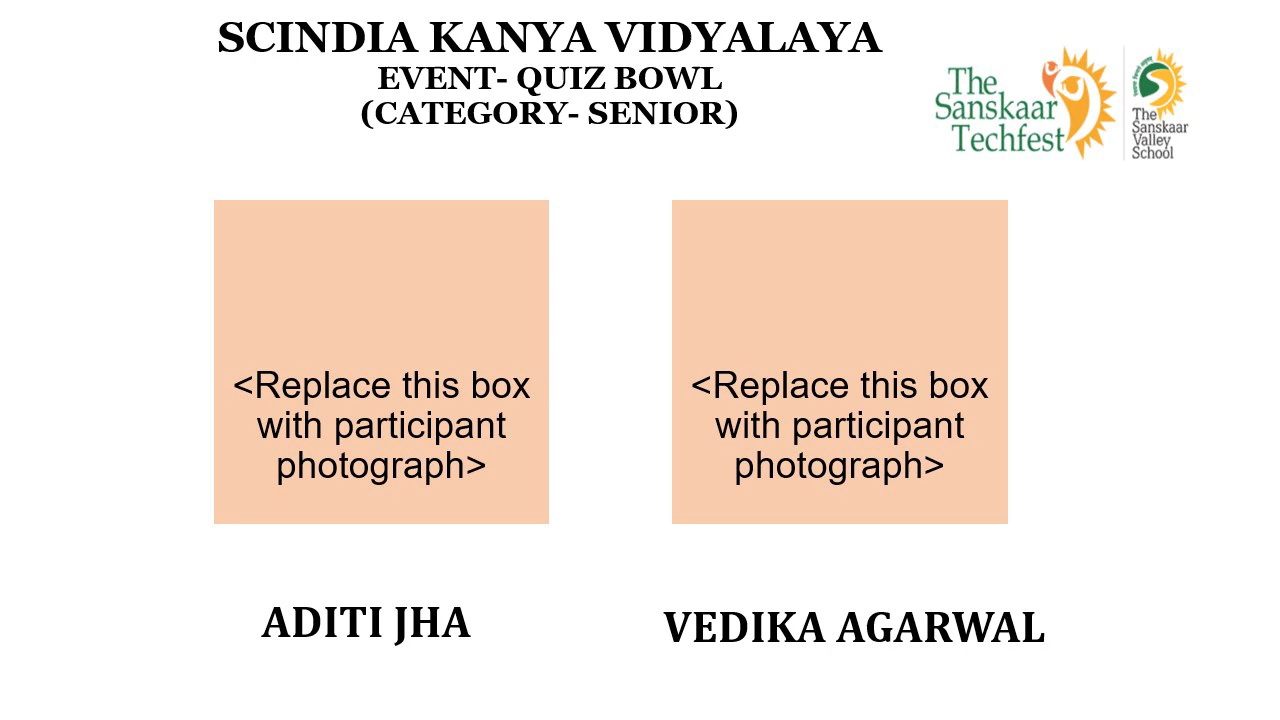 SCINDIA KANYA VIDYALAYA
EVENT- QUIZ BOWL
(CATEGORY- SENIOR)
The
Sanskaar
Techfest
The
Sanskaar
Valley
School
<Replace this box
with participant
photograph>
<Replace this box
with participant
photograph>
ADITI JHA
VEDIKA AGARWAL